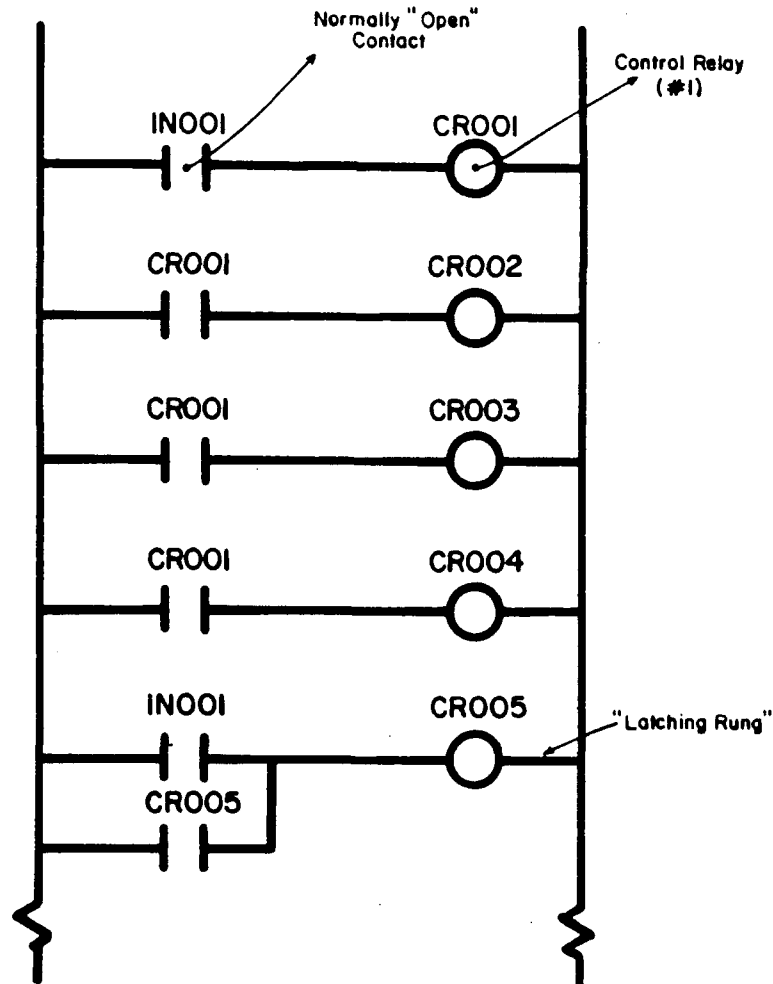 Normally "Open"
Contact
Control Relay
(#1)
IN001
CR001
CR001
CR002
CR001
CR003
CR001
CR004
IN001
CR005
"Latching Rung"
CR005